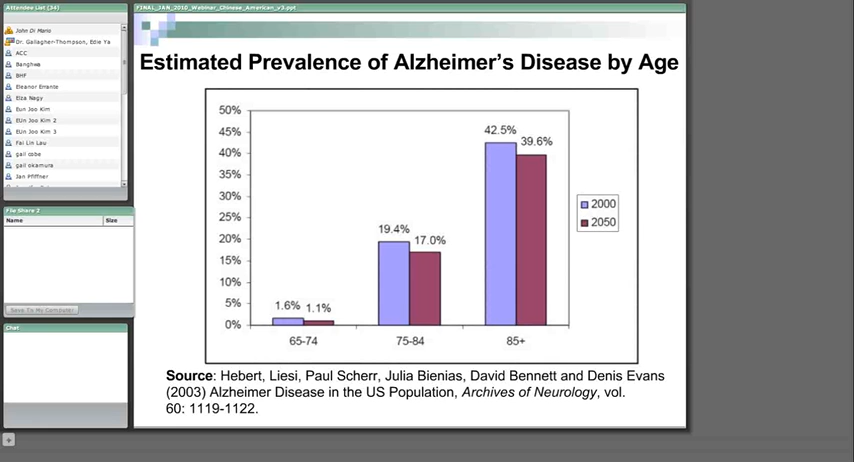 Attendee List (34)
John Di Mario
Dr. Gallagher-Thompson, Edie Ya
ACC
Banghwa
BHF
Eleanor Errante
Elza Nagy
Eun Joo Kim
EUn Joo Kim 2
EUn Joo Kim 3
Fai Lin Lau
gail cobe
gail okamura
Jan Pfiffner
File Share 2
Name Size
Save To My Computer
Chat
FINAL_JAN_2010_Webiner_Chinese_American_v3.ppt
Estimated Prevalence of Alzheimer's Disease by Age
50%
45%
40%
35%
30%
25%
20%
15%
10%
5%
0%
1.6% 1.1%
19.4% 17.0%
42.5% 39.6%
65-74 75-84 85+
2000
2050
Source: Hebert, Liesi, Paul Scherr, Julia Bienias, David Bennett and Denis Evans
(2003) Alzheimer Disease in the US Population, Archives of Neurology, vol.
60: 1119-1122.